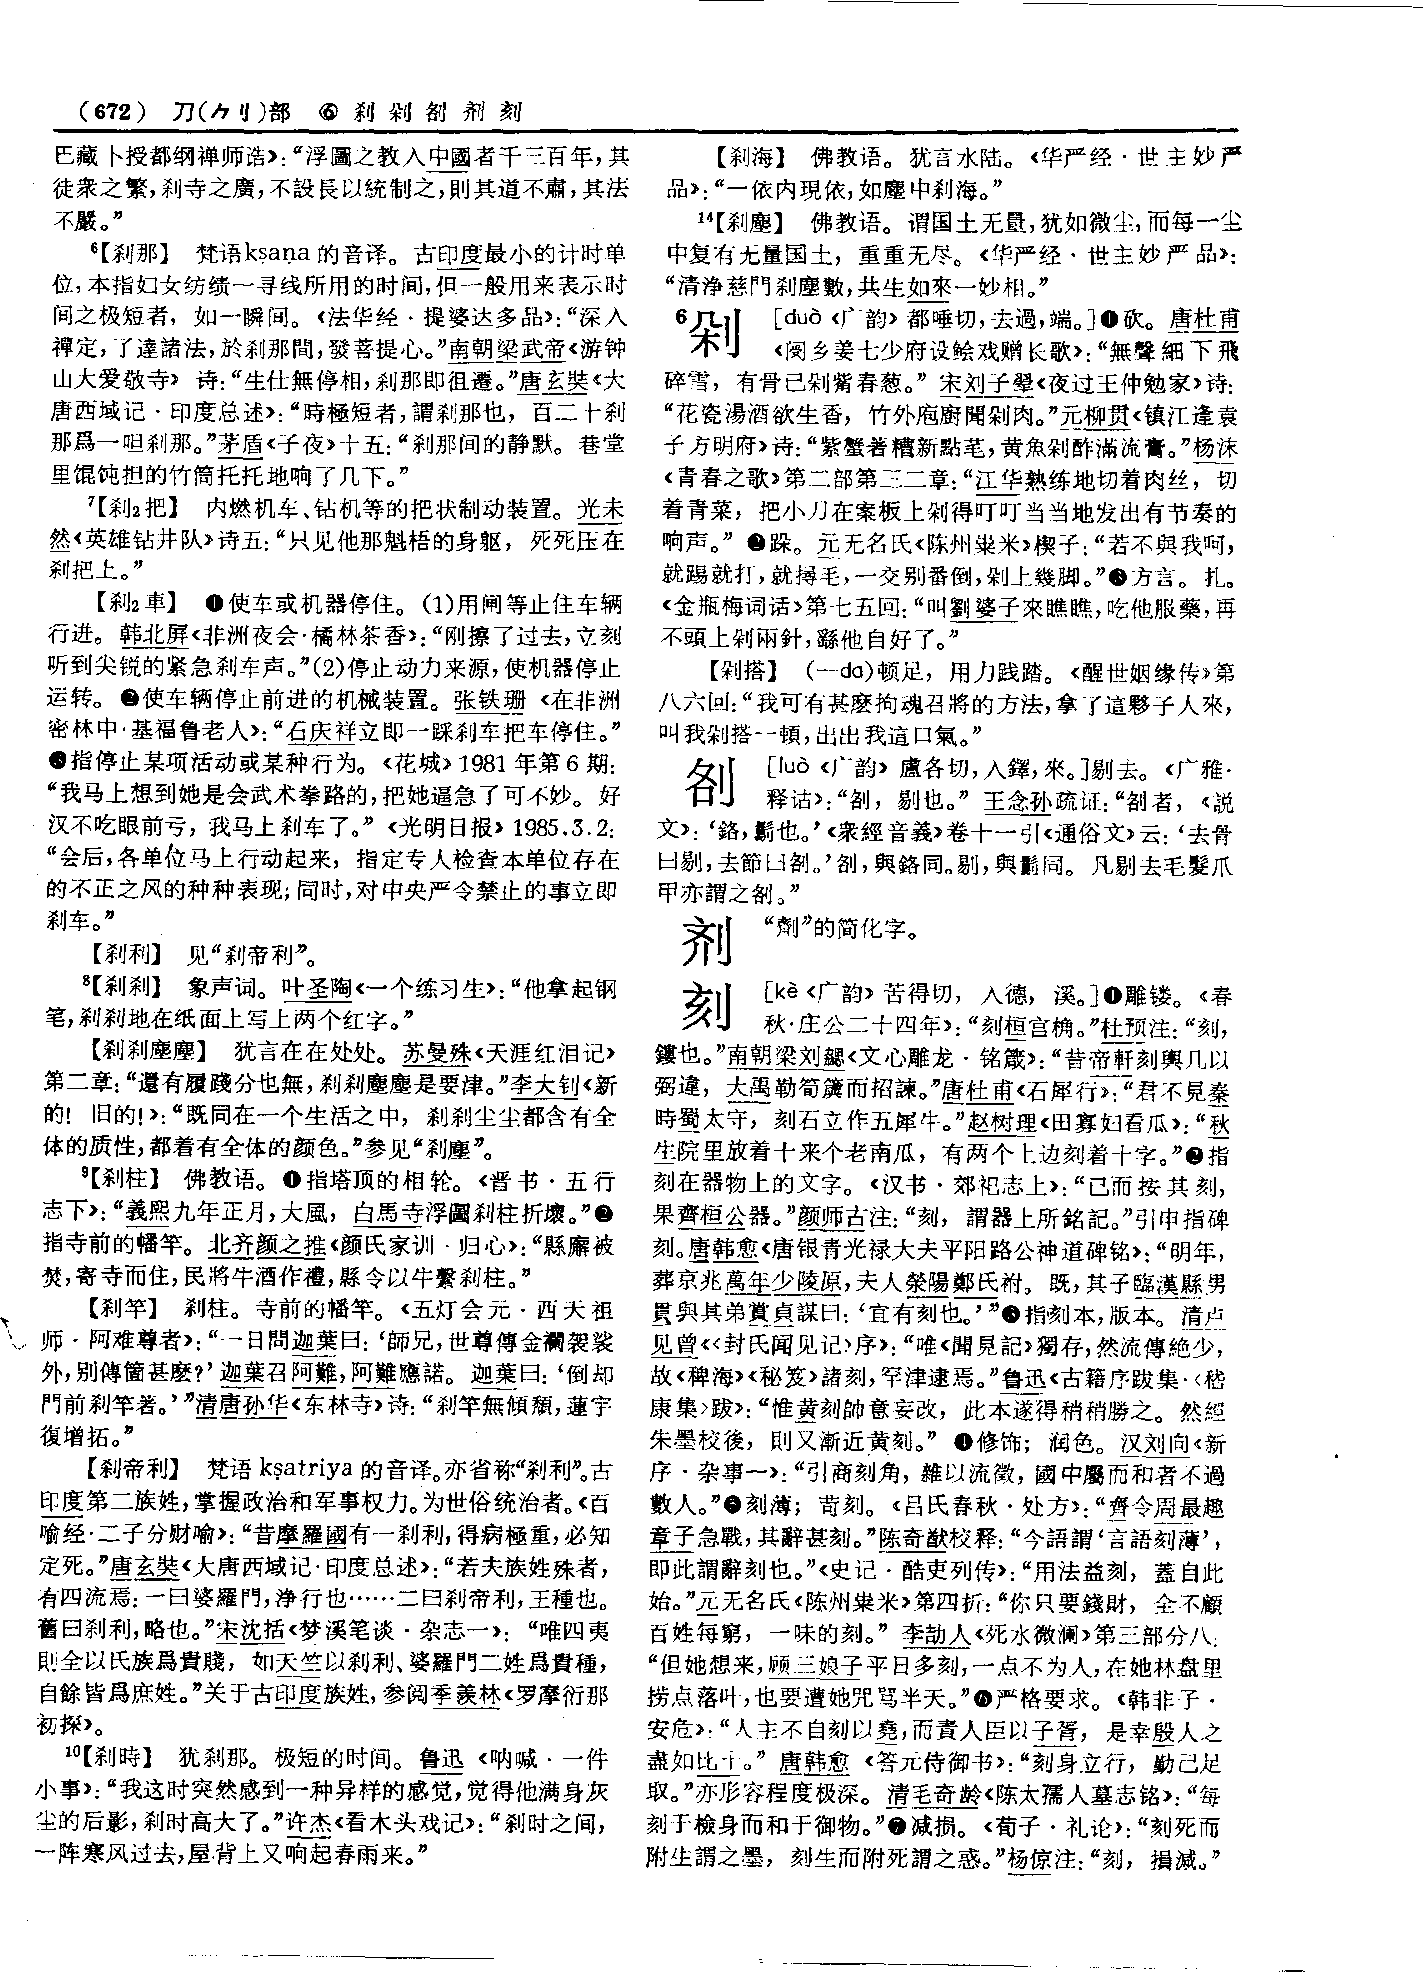 (672) 刀(⺈刂)部 ⑥ 刹 剁 㓢 剂 刻
巴藏卜授都纲禅师诰》：“浮圖之教入中國者千三百年，其
徒衆之繁，刹寺之廣，不設長以統制之，則其道不肅，其法
不嚴。”
⁶【刹那】 梵语kṣaṇa的音译。古印度最小的计时单
位，本指妇女纺绩一寻线所用的时间，但一般用来表示时
间之极短者，如一瞬间。《法华经·提婆达多品》：“深入
禪定，了達諸法，於刹那間，發菩提心。”南朝梁武帝《游钟
山大爱敬寺》诗：“生住無停相，刹那即徂遷。”唐玄奘《大
唐西域记·印度总述》：“時極短者，謂刹那也，百二十刹
那爲一呾刹那。”茅盾《子夜》十五：“刹那间的静默。巷堂
里馄饨担的竹筒托托地响了几下。”
⁷【刹₂把】 内燃机车、钻机等的把状制动装置。光未
然《英雄钻井队》诗五：“只见他那魁梧的身躯，死死压在
刹把上。”
【刹₂車】 ❶使车或机器停住。(1)用闸等止住车辆
行进。韩北屏《非洲夜会·橘林茶香》：“刚擦了过去，立刻
听到尖锐的紧急刹车声。”(2)停止动力来源，使机器停止
运转。❷使车辆停止前进的机械装置。张铁珊《在非洲
密林中·基福鲁老人》：“石庆祥立即一踩刹车把车停住。”
❸指停止某项活动或某种行为。《花城》1981年第6期：
“我马上想到她是会武术拳路的，把她逼急了可不妙。好
汉不吃眼前亏，我马上刹车了。”《光明日报》1985.3.2：
“会后，各单位马上行动起来，指定专人检查本单位存在
的不正之风的种种表现；同时，对中央严令禁止的事立即
刹车。”
【刹利】 见“刹帝利”。
⁸【刹刹】 象声词。叶圣陶《一个练习生》：“他拿起钢
笔，刹刹地在纸面上写上两个红字。”
【刹刹塵塵】 犹言在在处处。苏曼殊《天涯红泪记》
第二章：“還有履踐分也無，刹刹塵塵是要津。”李大钊《新
的！旧的！》：“既同在一个生活之中，刹刹尘尘都含有全
体的质性，都着有全体的颜色。”参见“刹塵”。
⁹【刹柱】 佛教语。❶指塔顶的相轮。《晋书·五行
志下》：“義熙九年正月，大風，白馬寺浮圖刹柱折壞。”❷
指寺前的幡竿。北齐颜之推《颜氏家训·归心》：“縣廨被
焚，寄寺而住，民將牛酒作禮，縣令以牛繫刹柱。”
【刹竿】 刹柱。寺前的幡竿。《五灯会元·西天祖
师·阿难尊者》：“一日問迦葉曰：‘師兄，世尊傳金襴袈裟
外，别傳箇甚麽？’迦葉召阿難，阿難應諾。迦葉曰：‘倒却
門前刹竿著。’”清唐孙华《东林寺》诗：“刹竿無傾頽，蓮宇
復增拓。”
【刹帝利】 梵语kṣatriya的音译。亦省称“刹利”。古
印度第二族姓，掌握政治和军事权力。为世俗统治者。《百
喻经·二子分财喻》：“昔摩羅國有一刹利，得病極重，必知
定死。”唐玄奘《大唐西域记·印度总述》：“若夫族姓殊者，
有四流焉：一曰婆羅門，净行也……二曰刹帝利，王種也。
舊曰刹利，略也。”宋沈括《梦溪笔谈·杂志一》：“唯四夷
則全以氏族爲貴賤，如天竺以刹利、婆羅門二姓爲貴種，
自餘皆爲庶姓。”关于古印度族姓，参阅季羡林《罗摩衍那
初探》。
¹⁰【刹時】 犹刹那。极短的时间。鲁迅《呐喊·一件
小事》：“我这时突然感到一种异样的感觉，觉得他满身灰
尘的后影，刹时高大了。”许杰《看木头戏记》：“刹时之间，
一阵寒风过去，屋背上又响起春雨来。”
【刹海】 佛教语。犹言水陆。《华严经·世主妙严
品》：“一依内現依，如塵中刹海。”
¹⁴【刹塵】 佛教语。谓国土无量，犹如微尘，而每一尘
中复有无量国土，重重无尽。《华严经·世主妙严品》：
“清浄慈門刹塵數，共生如來一妙相。”
⁶剁 [duò《广韵》都唾切，去過，端。]❶砍。唐杜甫
《阌乡姜七少府设鲙戏赠长歌》：“無聲細下飛
碎雪，有骨已剁觜春葱。”宋刘子翚《夜过王仲勉家》诗：
“花瓷湯酒欲生香，竹外庖廚聞剁肉。”元柳贯《镇江逢袁
子方明府》诗：“紫蟹著糟新點芼，黄魚剁酢滿流膏。”杨沫
《青春之歌》第二部第三二章：“江华熟练地切着肉丝，切
着青菜，把小刀在案板上剁得叮叮当当地发出有节奏的
响声。”❷跺。元无名氏《陈州粜米》楔子：“若不與我呵，
就踢就打，就撏毛，一交别番倒，剁上幾脚。”❸方言。扎。
《金瓶梅词话》第七五回：“叫劉婆子來瞧瞧，吃他服藥，再
不頭上剁兩針，繇他自好了。”
【剁搭】 (—da)顿足，用力践踏。《醒世姻缘传》第
八六回：“我可有甚麽拘魂召將的方法，拿了這夥子人來，
叫我剁搭一頓，出出我這口氣。”
㓢 [luò《广韵》盧各切，入鐸，來。]剔去。《广雅·
释诂》：“㓢，剔也。”王念孙疏证：“㓢者，《説
文》：‘鉻，鬄也。’《衆經音義》卷十一引《通俗文》云：‘去骨
曰剔，去節曰㓢。’㓢，與鉻同。剔，與鬄同。凡剔去毛髮爪
甲亦謂之㓢。”
剂 “劑”的简化字。
刻 [kè《广韵》苦得切，入德，溪。]❶雕镂。《春
秋·庄公二十四年》：“刻桓宫桷。”杜预注：“刻，
鏤也。”南朝梁刘勰《文心雕龙·铭箴》：“昔帝軒刻輿几以
弼違，大禹勒筍簴而招諫。”唐杜甫《石犀行》：“君不見秦
時蜀太守，刻石立作五犀牛。”赵树理《田寡妇看瓜》：“秋
生院里放着十来个老南瓜，有两个上边刻着十字。”❷指
刻在器物上的文字。《汉书·郊祀志上》：“已而按其刻，
果齊桓公器。”颜师古注：“刻，謂器上所銘記。”引申指碑
刻。唐韩愈《唐银青光禄大夫平阳路公神道碑铭》：“明年，
葬京兆萬年少陵原，夫人滎陽鄭氏祔。既，其子臨漢縣男
貫與其弟賞貞謀曰：‘宜有刻也。’”❸指刻本，版本。清卢
见曾《〈封氏闻见记〉序》：“唯《聞見記》獨存，然流傳絶少，
故《稗海》《秘笈》諸刻，罕津逮焉。”鲁迅《古籍序跋集·〈嵇
康集〉跋》：“惟黄刻帥意妄改，此本遂得稍稍勝之。然經
朱墨校後，則又漸近黄刻。”❹修饰；润色。汉刘向《新
序·杂事一》：“引商刻角，雜以流徵，國中屬而和者不過
數人。”❺刻薄；苛刻。《吕氏春秋·处方》：“齊令周最趣
章子急戰，其辭甚刻。”陈奇猷校释：“今語謂‘言語刻薄’，
即此謂辭刻也。”《史记·酷吏列传》：“用法益刻，蓋自此
始。”元无名氏《陈州粜米》第四折：“你只要錢財，全不顧
百姓每窮，一味的刻。”李劼人《死水微澜》第三部分八：
“但她想来，顾三娘子平日多刻，一点不为人，在她林盘里
捞点落叶，也要遭她咒骂半天。”❻严格要求。《韩非子·
安危》：“人主不自刻以堯，而責人臣以子胥，是幸殷人之
盡如比干。”唐韩愈《答元侍御书》：“刻身立行，勤己足
取。”亦形容程度极深。清毛奇龄《陈太孺人墓志铭》：“每
刻于檢身而和于御物。”❼减损。《荀子·礼论》：“刻死而
附生謂之墨，刻生而附死謂之惑。”杨倞注：“刻，損減。”